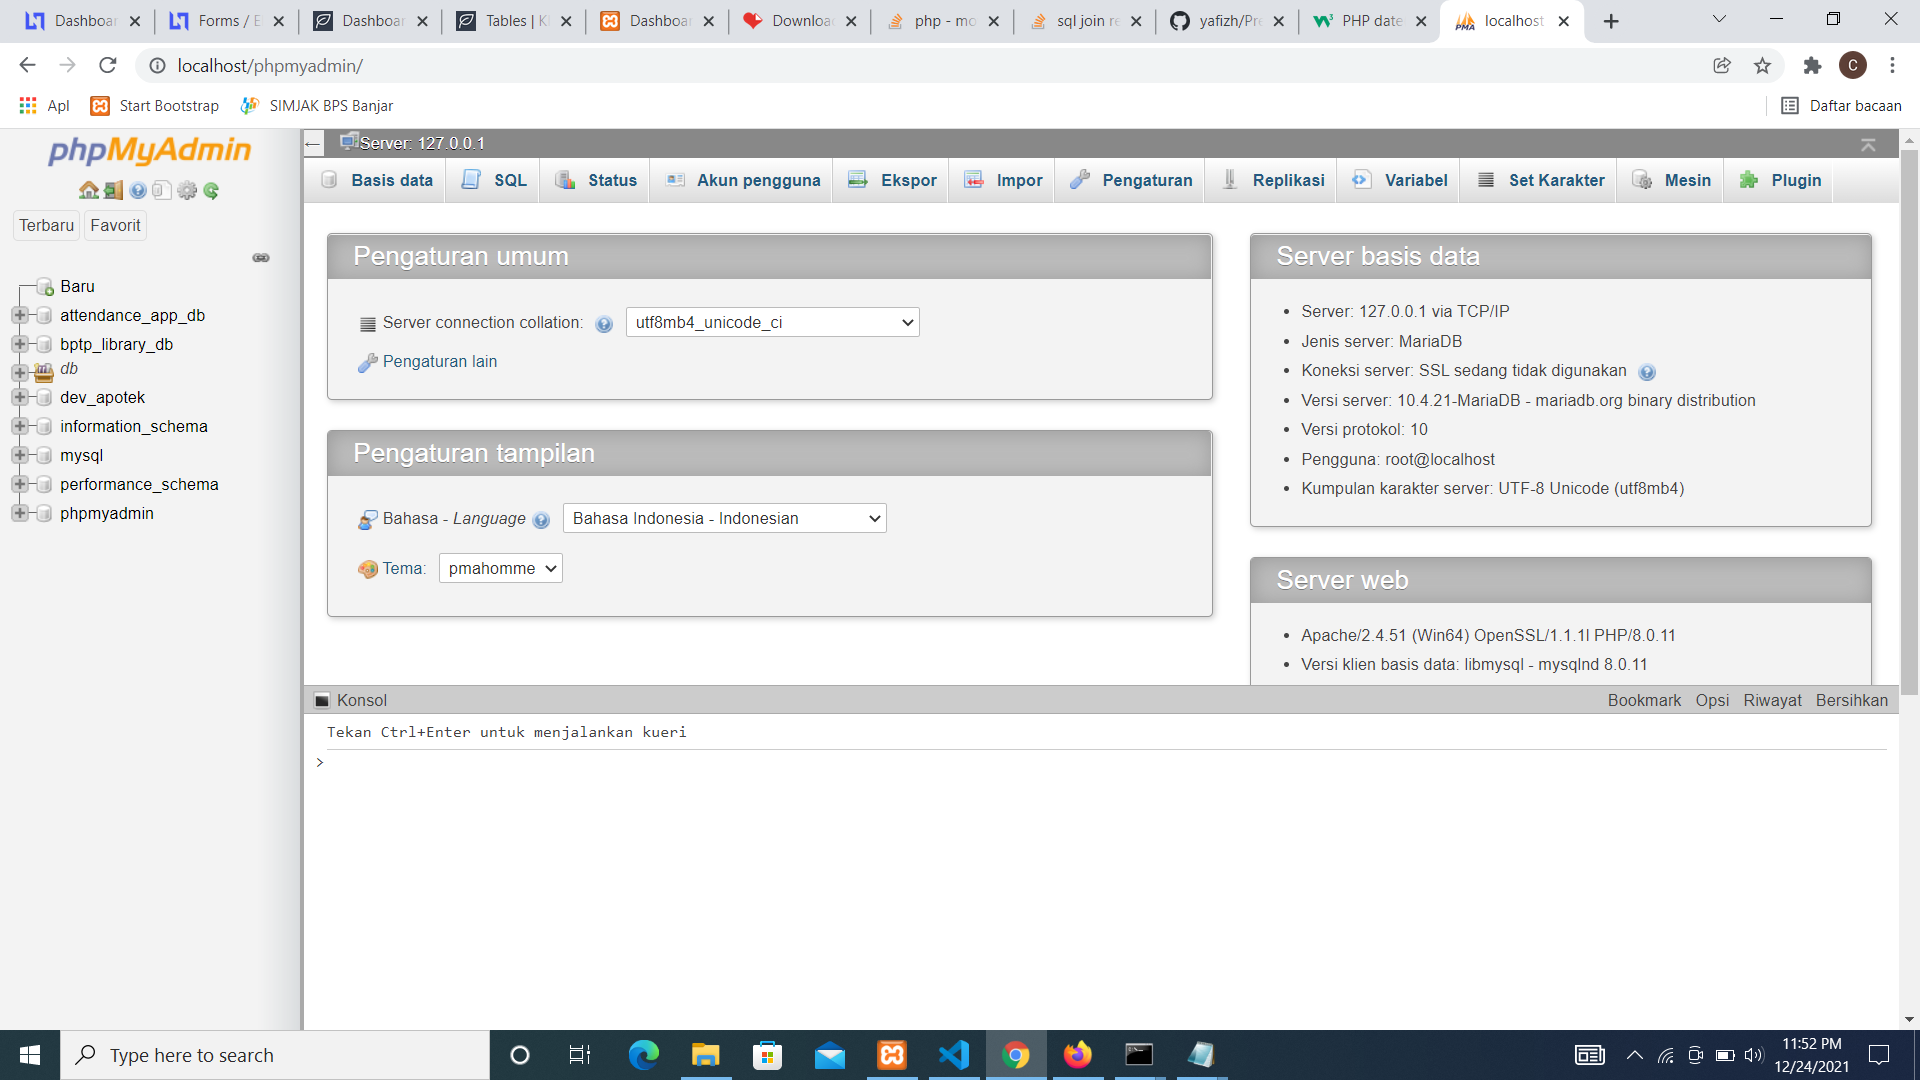 Dashboar
Forms / E
Dashboar
Tables | Kl
Dashboar
Downloa
php - mo
sql join re
yafizh/Pre
PHP date
PMA localhost
localhost/phpmyadmin/
C
Apl
Start Bootstrap
SIMJAK BPS Banjar
Daftar bacaan
phpMyAdmin
Terbaru
Favorit
Baru
attendance_app_db
bptp_library_db
db
dev_apotek
information_schema
mysql
performance_schema
phpmyadmin
Server: 127.0.0.1
Basis data
SQL
Status
Akun pengguna
Ekspor
Impor
Pengaturan
Replikasi
Variabel
Set Karakter
Mesin
Plugin
Pengaturan umum
Server connection collation:
utf8mb4_unicode_ci
Pengaturan lain
Pengaturan tampilan
Bahasa - Language
Bahasa Indonesia - Indonesian
Tema:
pmahomme
Server basis data
Server: 127.0.0.1 via TCP/IP
Jenis server: MariaDB
Koneksi server: SSL sedang tidak digunakan
Versi server: 10.4.21-MariaDB - mariadb.org binary distribution
Versi protokol: 10
Pengguna: root@localhost
Kumpulan karakter server: UTF-8 Unicode (utf8mb4)
Server web
Apache/2.4.51 (Win64) OpenSSL/1.1.1l PHP/8.0.11
Versi klien basis data: libmysql - mysqlnd 8.0.11
Konsol
Bookmark
Opsi
Riwayat
Bersihkan
Tekan Ctrl+Enter untuk menjalankan kueri
>
Type here to search
11:52 PM
12/24/2021